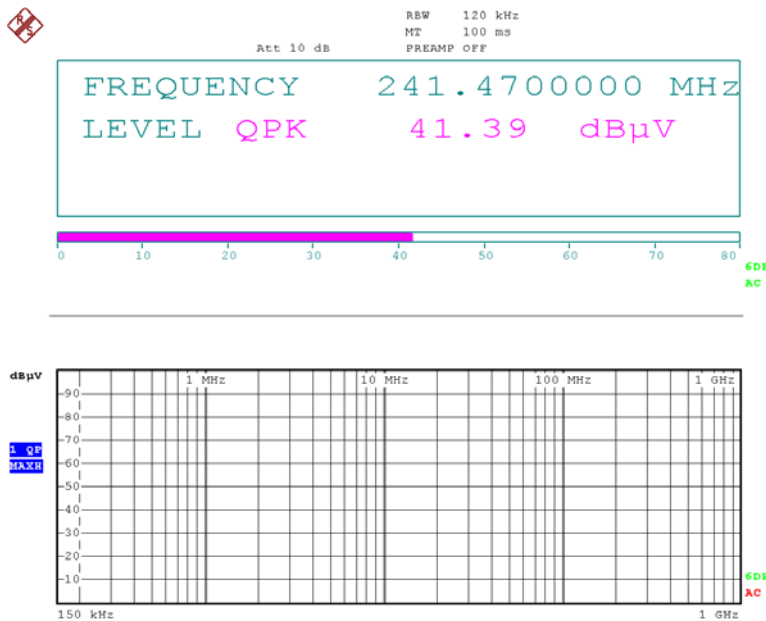 R&S
RBW 120 kHz
MT 100 ms
Att 10 dB PREAMP OFF
FREQUENCY 241.4700000 MHz
LEVEL QPK 41.39 dBµV
0 10 20 30 40 50 60 70 80
6DB
AC
dBµV
1 MHz 10 MHz 100 MHz 1 GHz
90
80
70
1 QP
MAXH
60
50
40
30
20
10
6DB
AC
150 kHz 1 GHz